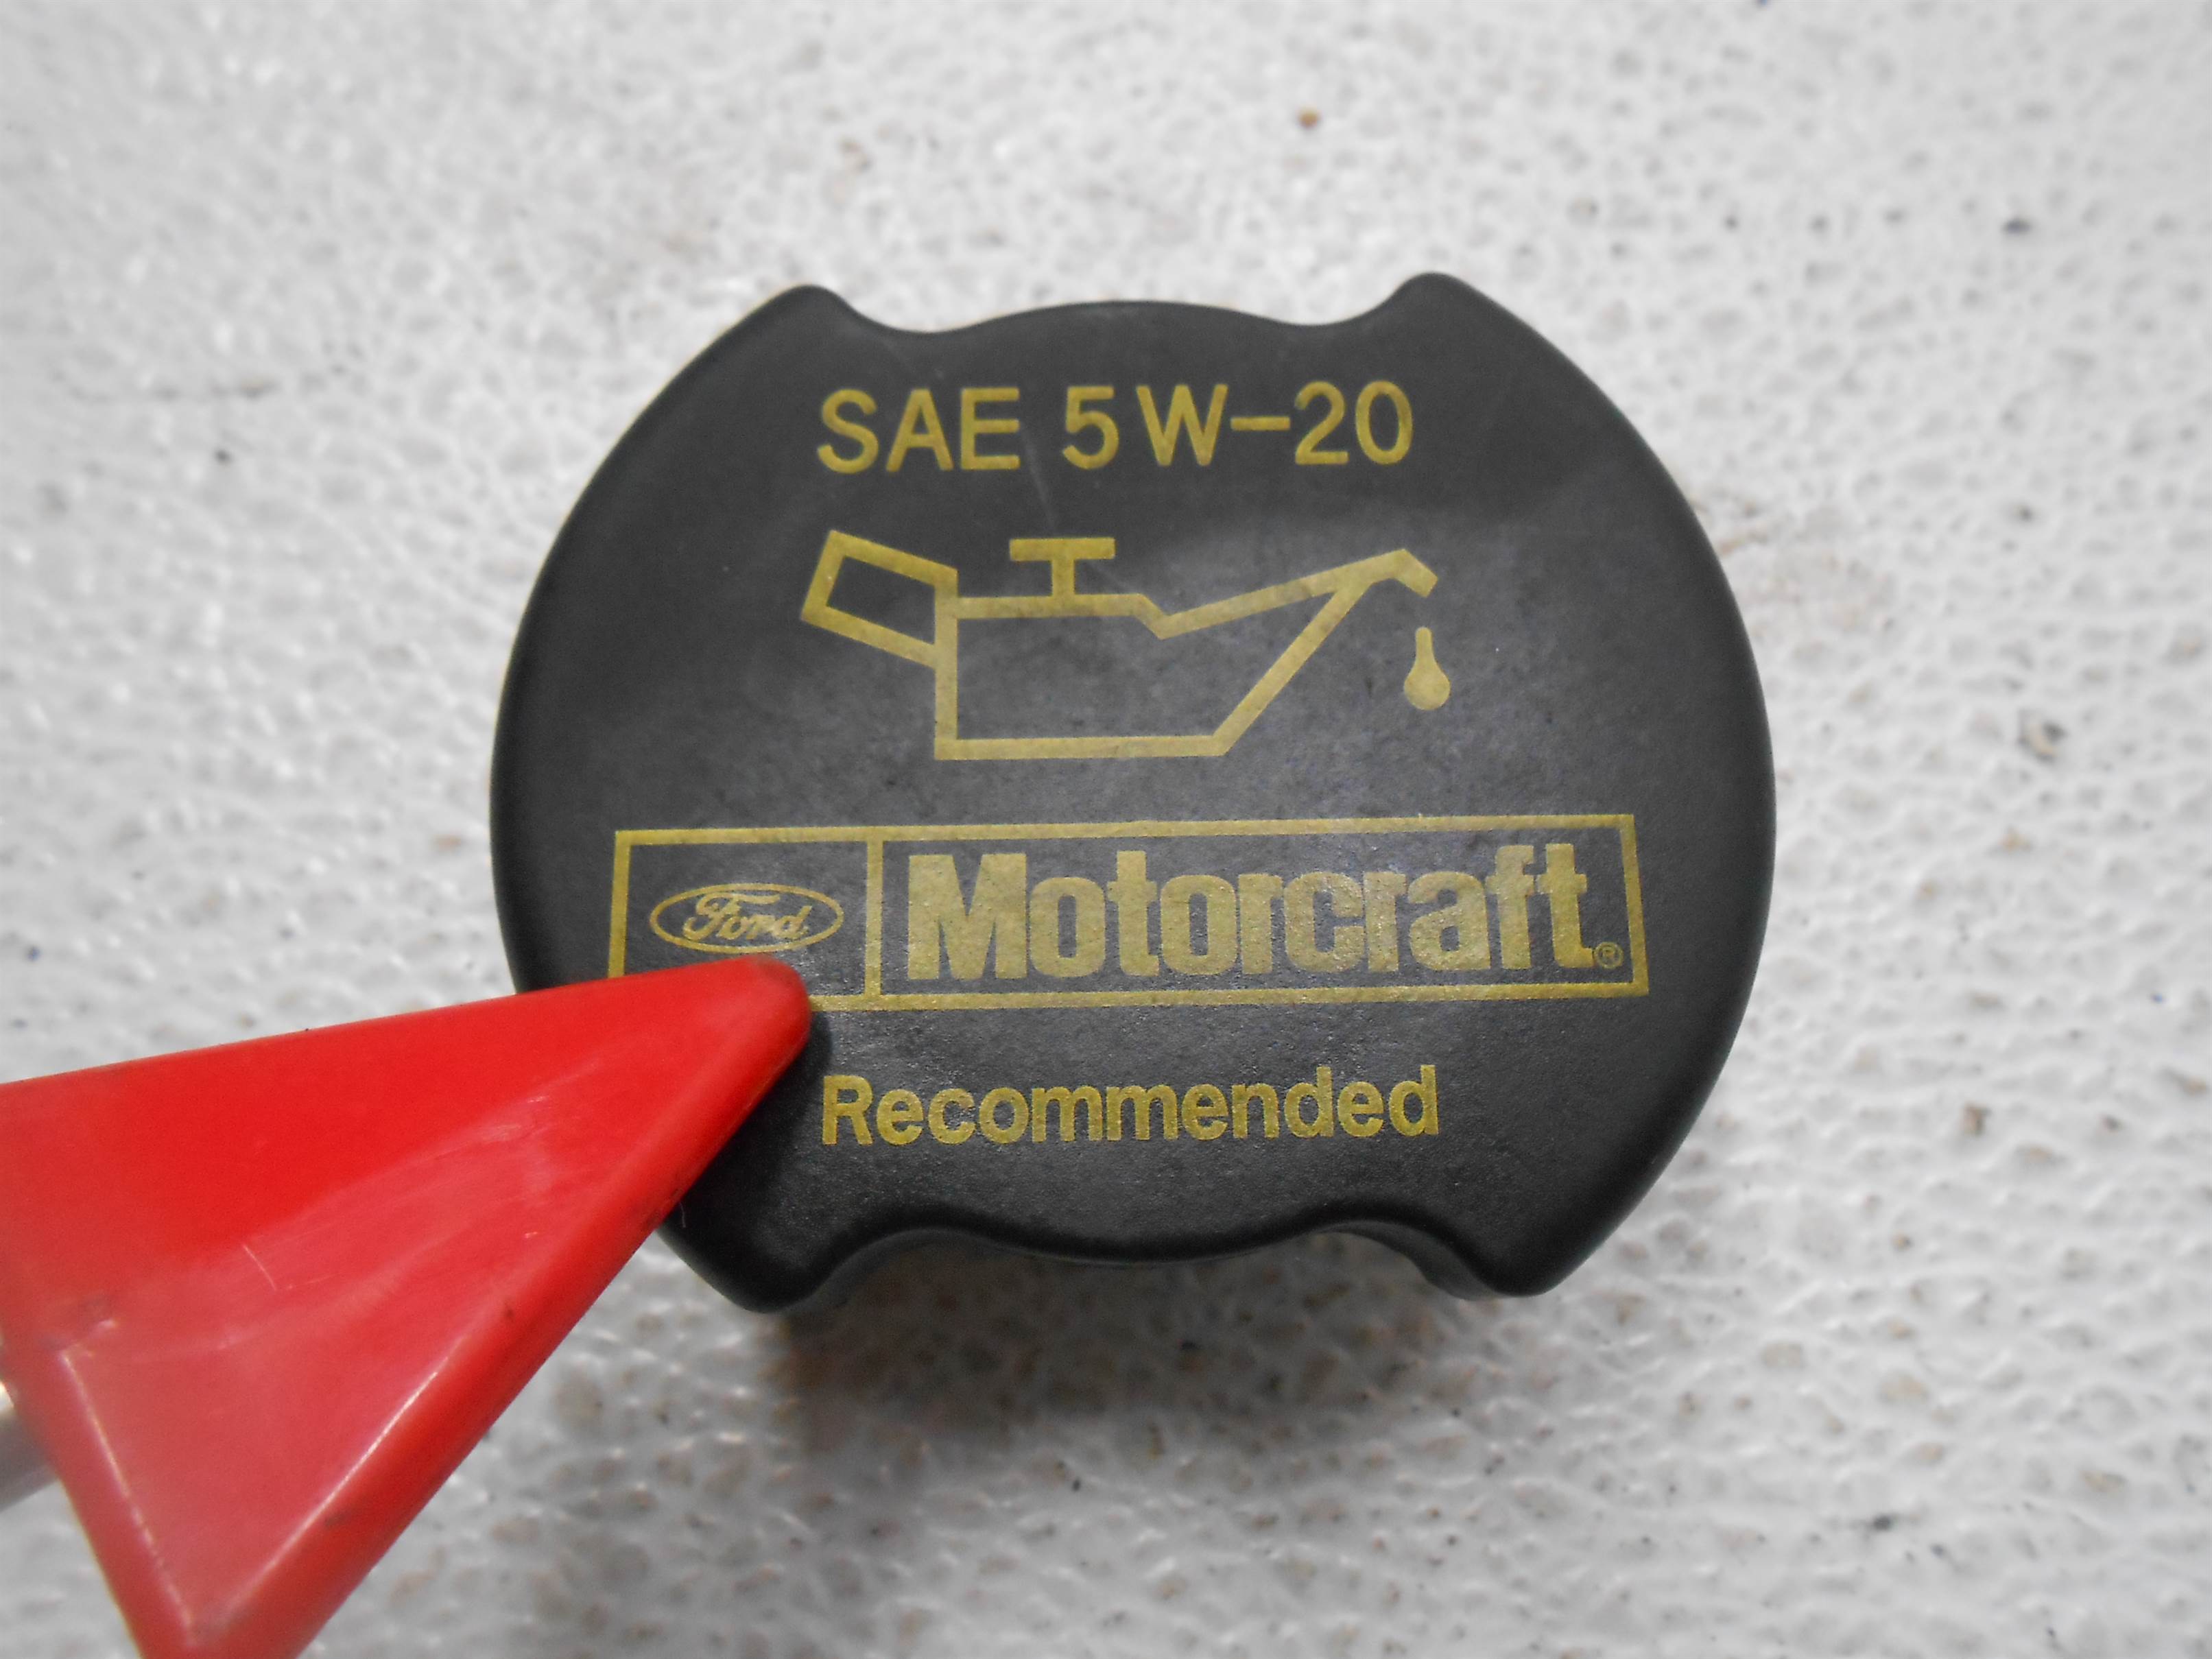 SAE 5W-20
Ford Motorcraft®
Recommended